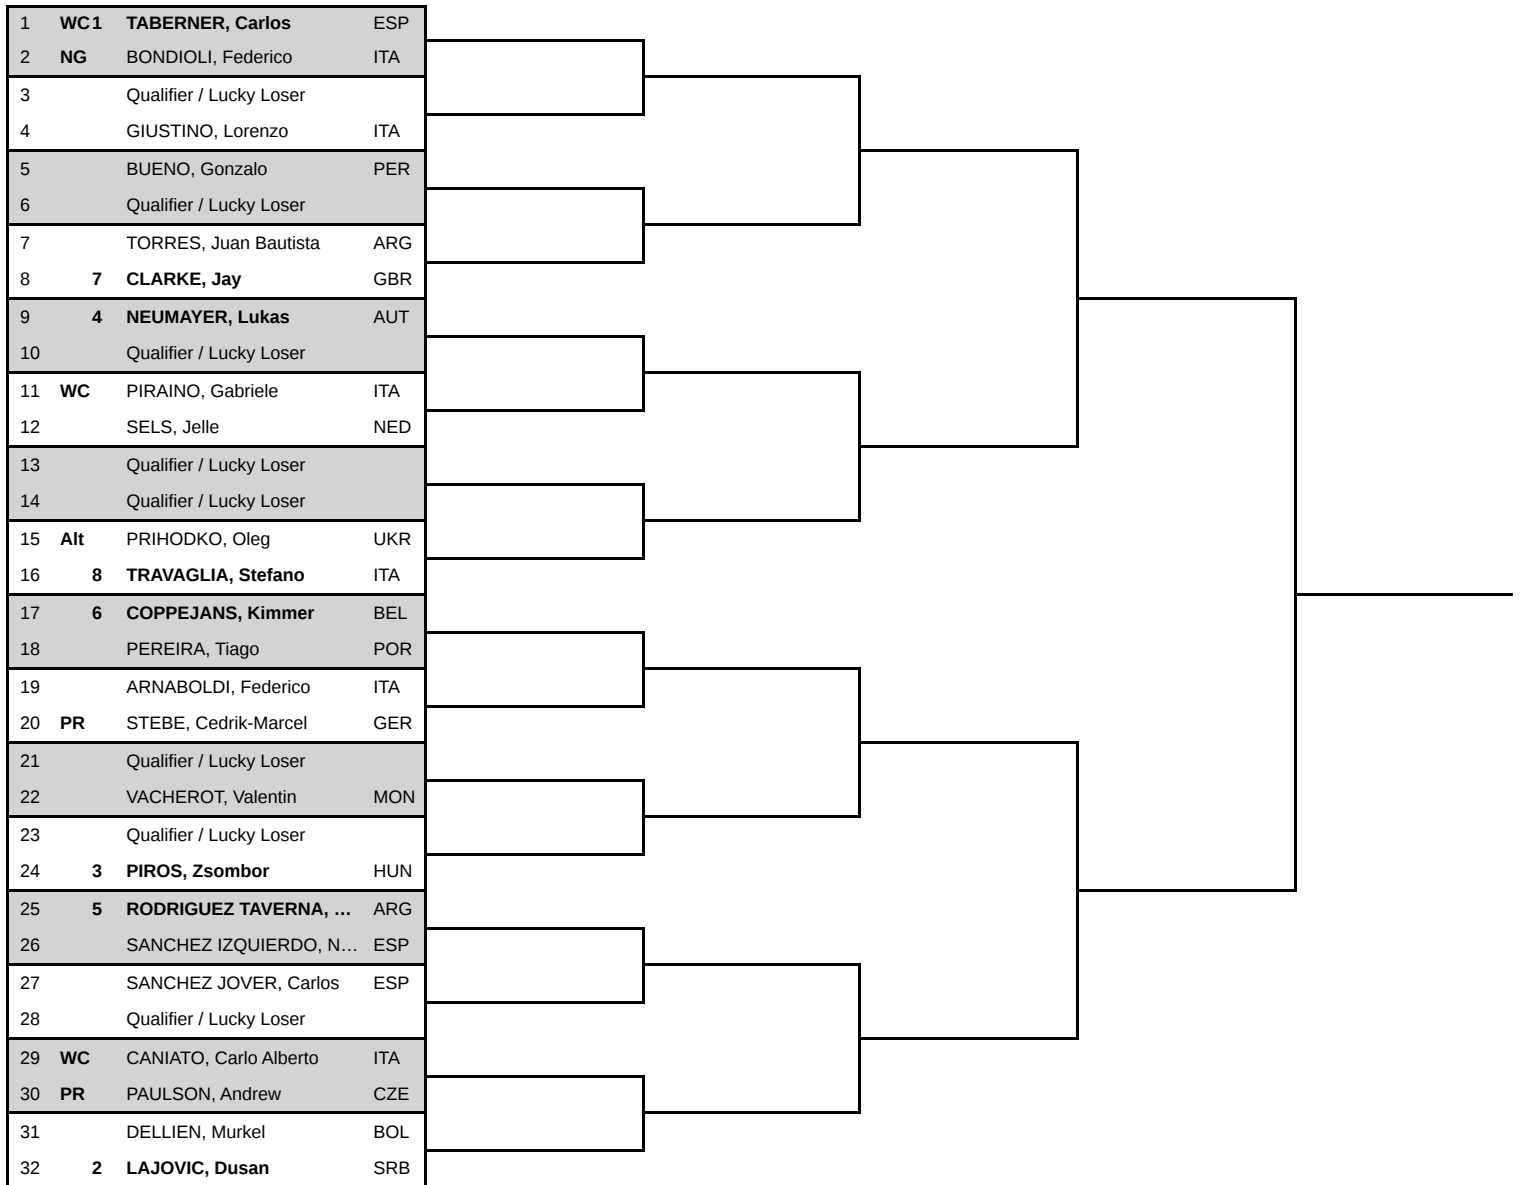 1 WC1 TABERNER, Carlos ESP
2 NG BONDIOLI, Federico ITA
3 Qualifier / Lucky Loser
4 GIUSTINO, Lorenzo ITA
5 BUENO, Gonzalo PER
6 Qualifier / Lucky Loser
7 TORRES, Juan Bautista ARG
8 7 CLARKE, Jay GBR
9 4 NEUMAYER, Lukas AUT
10 Qualifier / Lucky Loser
11 WC PIRAINO, Gabriele ITA
12 SELS, Jelle NED
13 Qualifier / Lucky Loser
14 Qualifier / Lucky Loser
15 Alt PRIHODKO, Oleg UKR
16 8 TRAVAGLIA, Stefano ITA
17 6 COPPEJANS, Kimmer BEL
18 PEREIRA, Tiago POR
19 ARNABOLDI, Federico ITA
20 PR STEBE, Cedrik-Marcel GER
21 Qualifier / Lucky Loser
22 VACHEROT, Valentin MON
23 Qualifier / Lucky Loser
24 3 PIROS, Zsombor HUN
25 5 RODRIGUEZ TAVERNA, ... ARG
26 SANCHEZ IZQUIERDO, N... ESP
27 SANCHEZ JOVER, Carlos ESP
28 Qualifier / Lucky Loser
29 WC CANIATO, Carlo Alberto ITA
30 PR PAULSON, Andrew CZE
31 DELLIEN, Murkel BOL
32 2 LAJOVIC, Dusan SRB